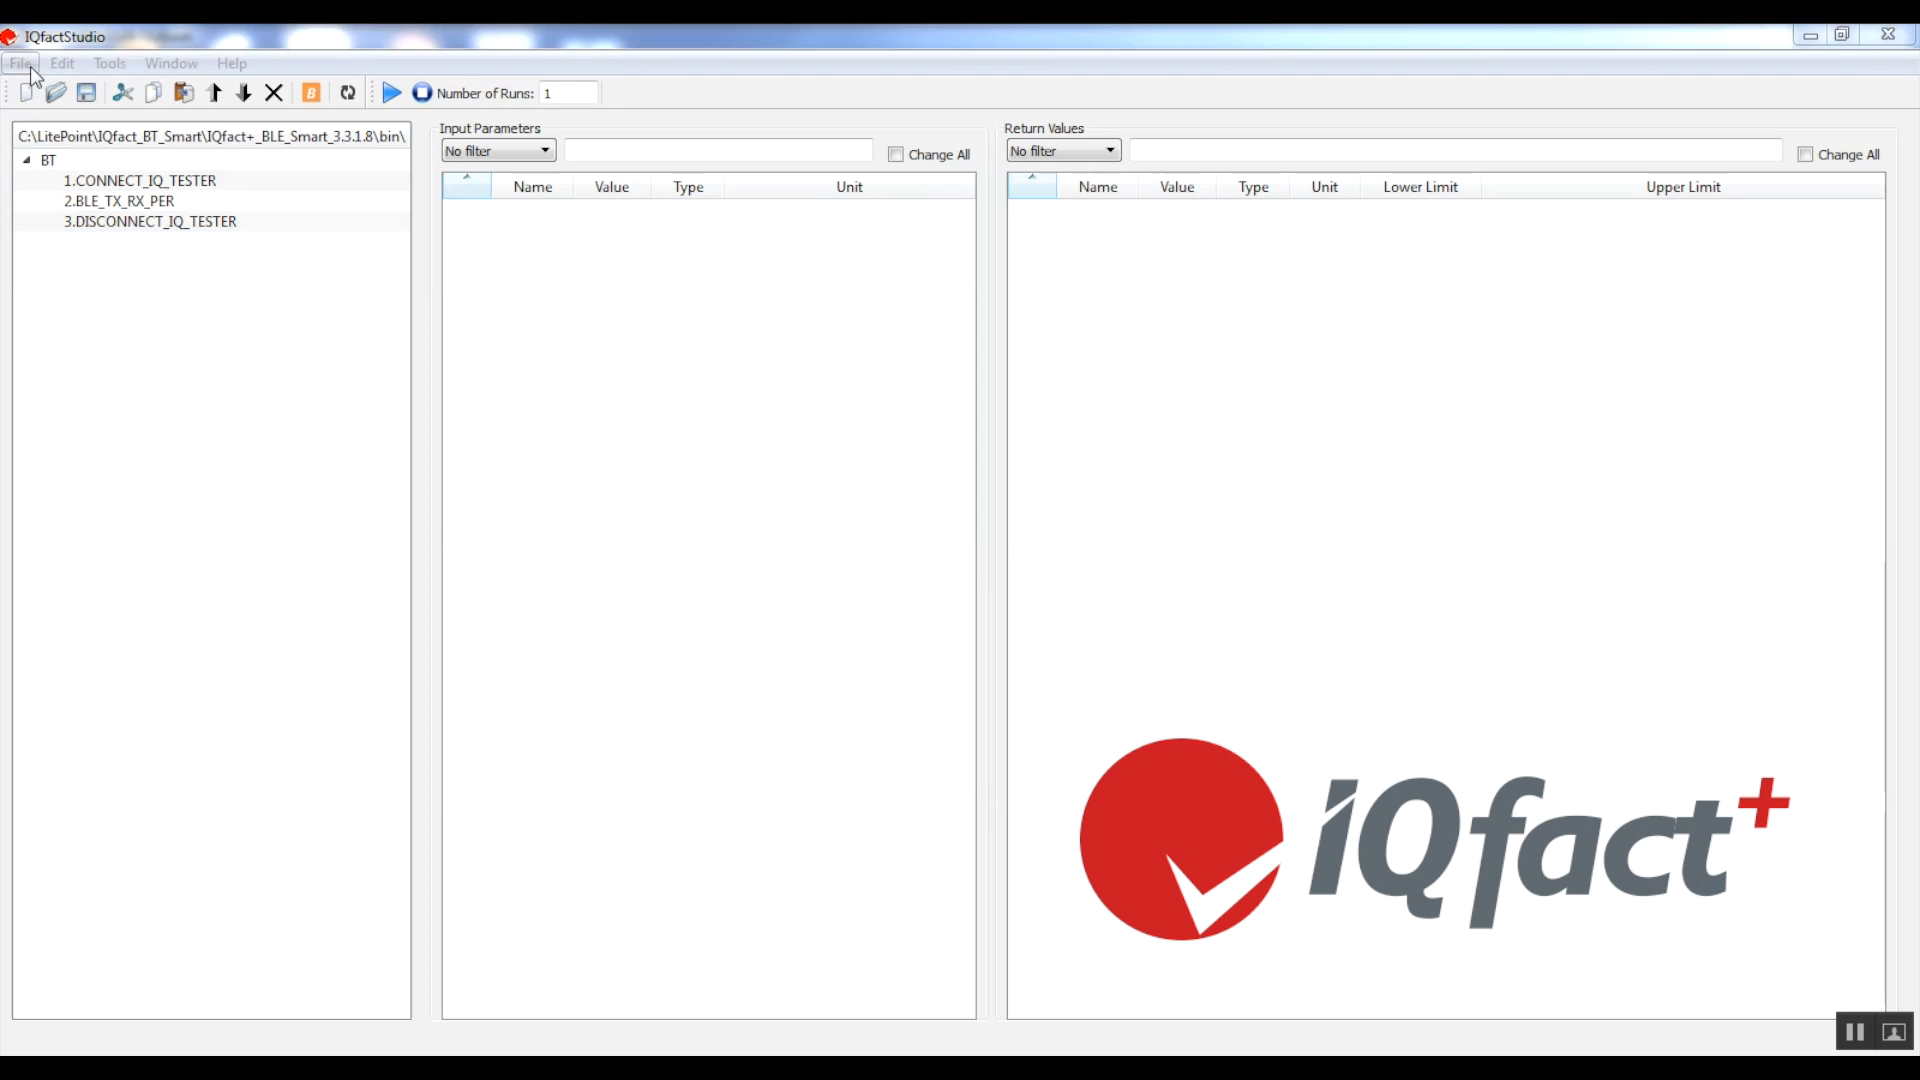 IQfactStudio
File Edit Tools Window Help
B Number of Runs: 1
C:\LitePoint\IQfact_BT_Smart\IQfact+_BLE_Smart_3.3.1.8\bin\
BT
1.CONNECT_IQ_TESTER
2.BLE_TX_RX_PER
3.DISCONNECT_IQ_TESTER
Input Parameters
No filter Change All
Name Value Type Unit
Return Values
No filter Change All
Name Value Type Unit Lower Limit Upper Limit
IQfact+